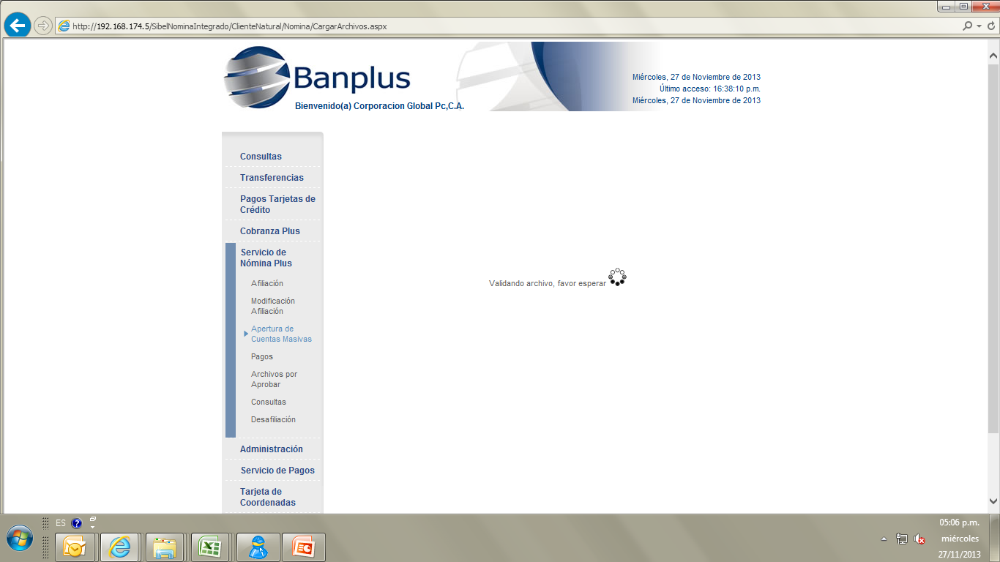 http://192.168.174.5/SibelNominaIntegrado/ClienteNatural/Nomina/CargarArchivos.aspx
Banplus
Bienvenido(a) Corporacion Global Pc,C.A.
Miércoles, 27 de Noviembre de 2013
Último acceso: 16:38:10 p.m.
Miércoles, 27 de Noviembre de 2013
Consultas
Transferencias
Pagos Tarjetas de
Crédito
Cobranza Plus
Servicio de
Nómina Plus
Afiliación
Modificación
Afiliación
Apertura de
Cuentas Masivas
Pagos
Archivos por
Aprobar
Consultas
Desafiliación
Administración
Servicio de Pagos
Tarjeta de
Coordenadas
Validando archivo, favor esperar
ES
05:06 p.m.
miércoles
27/11/2013